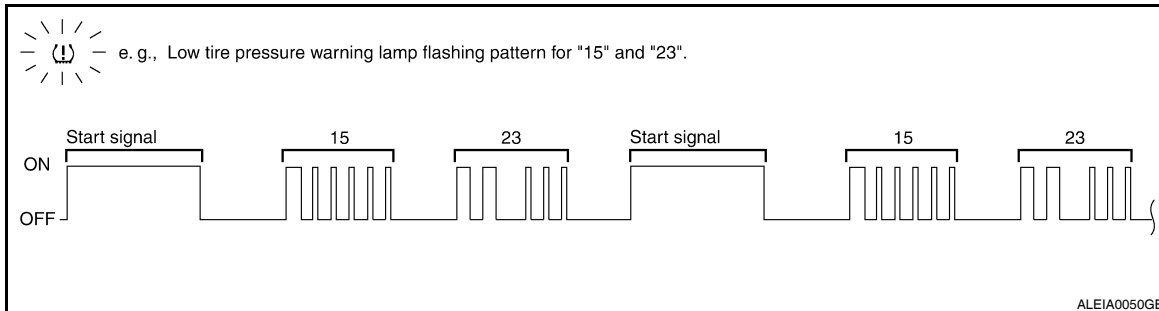 e. g., Low tire pressure warning lamp flashing pattern for "15" and "23".
Start signal 15 23 Start signal 15 23
ON
OFF
ALEIA0050GB